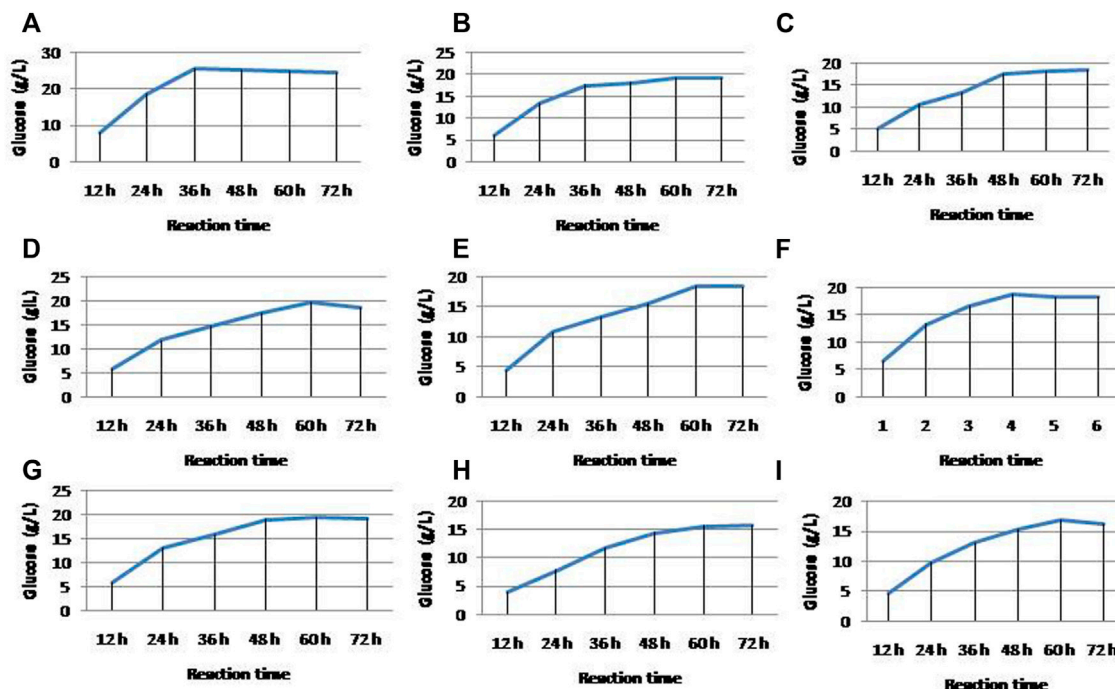 A
Glucose (g/L)
30
20
10
0
12 h 24 h 36 h 48 h 60 h 72 h
Reaction time
B
Glucose (g/L)
25
20
15
10
5
0
12 h 24 h 36 h 48 h 60 h 72 h
Reaction time
C
Glucose (g/L)
20
15
10
5
0
12 h 24 h 36 h 48 h 60 h 72 h
Reaction time
D
Glucose (g/L)
25
20
15
10
5
0
12 h 24 h 36 h 48 h 60 h 72 h
Reaction time
E
Glucose (g/L)
20
15
10
5
0
12 h 24 h 36 h 48 h 60 h 72 h
Reaction time
F
Glucose (g/L)
20
15
10
5
0
1 2 3 4 5 6
Reaction time
G
Glucose (g/L)
25
20
15
10
5
0
12 h 24 h 36 h 48 h 60 h 72 h
Reaction time
H
Glucose (g/L)
20
15
10
5
0
12 h 24 h 36 h 48 h 60 h 72 h
Reaction time
I
Glucose (g/L)
20
15
10
5
0
12 h 24 h 36 h 48 h 60 h 72 h
Reaction time